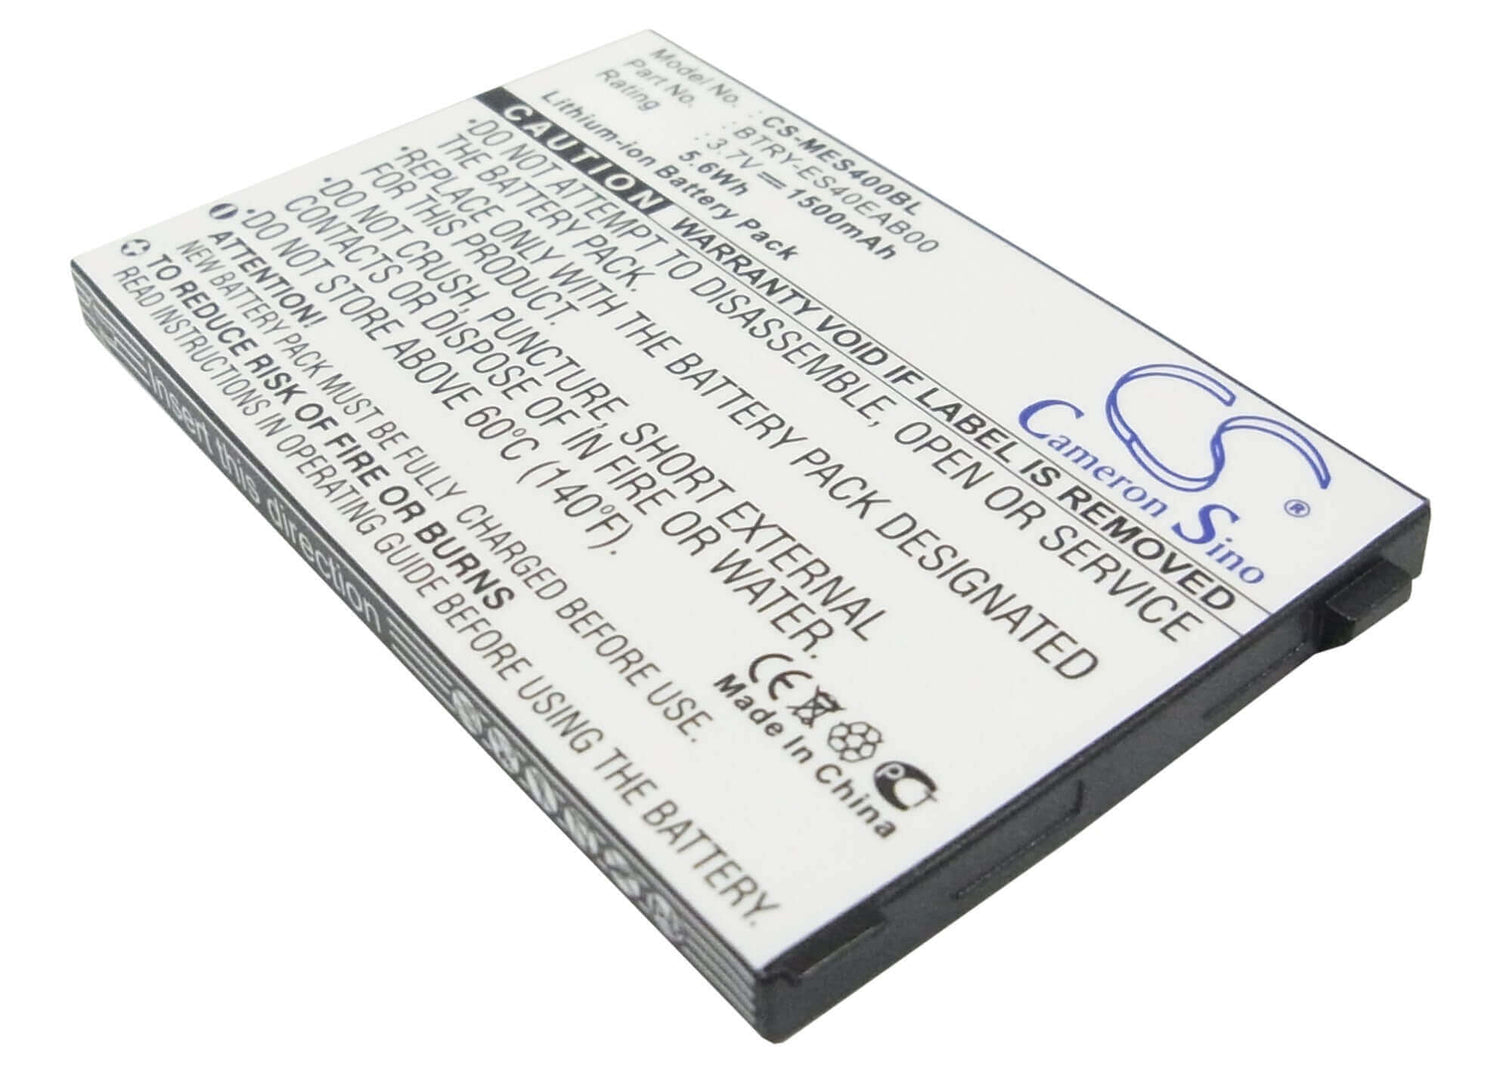 Model No. : CS-MES400BL
Part No. : BTRY-ES40EAB00
Rating : 3.7V 1500mAh
5.6Wh
Lithium-ion Battery Pack
CAUTION WARRANTY VOID IF LABEL IS REMOVED
•DO NOT ATTEMPT TO DISASSEMBLE, OPEN OR SERVICE
BATTERY PACK.
•REPLACE ONLY WITH THE BATTERY PACK DESIGNATED
FOR THIS PRODUCT.
•DO NOT CRUSH, PUNCTURE, SHORT EXTERNAL
CONTACTS OR DISPOSE OF IN FIRE OR WATER.
•DO NOT STORE ABOVE 60°C (140°F).
ATTENTION!
NEW BATTERY PACK MUST BE FULLY CHARGED BEFORE USE.
TO REDUCE RISK OF FIRE OR BURNS
READ INSTRUCTIONS IN OPERATING GUIDE BEFORE USING THE BATTERY.
CS
Cameron Sino ®
CE
PCT
Made In China
Insert this direction